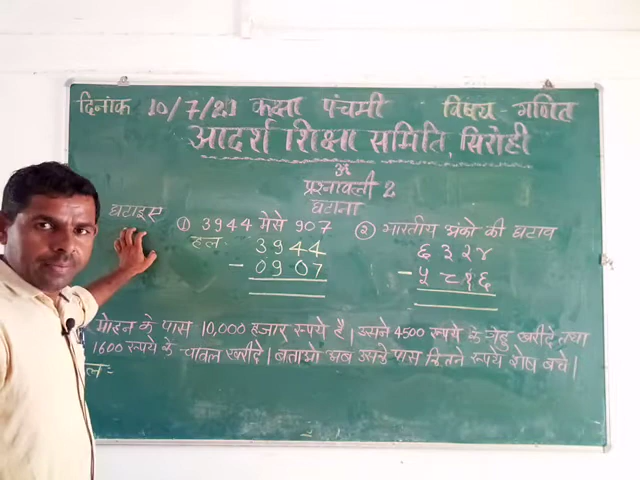 दिनांक 10/7/21 कक्षा पंचमी विषय - गणित
आदर्श शिक्षा समिति, सिरोही
ॐ
प्रश्नावली 2
घटाना
घटाइए
① 3944 मेसे 907
हल 3944
- 0907
② भारतीय अंको की घटाव
६३२४
- ५८१६
मोहन के पास 10,000 हजार रूपये है। उसने 4500 रूपये के गेहू खरीदे तथा
1600 रूपये के चावल खरीदे। बताओ अब उसके पास कितने रूपये शेष बचे।